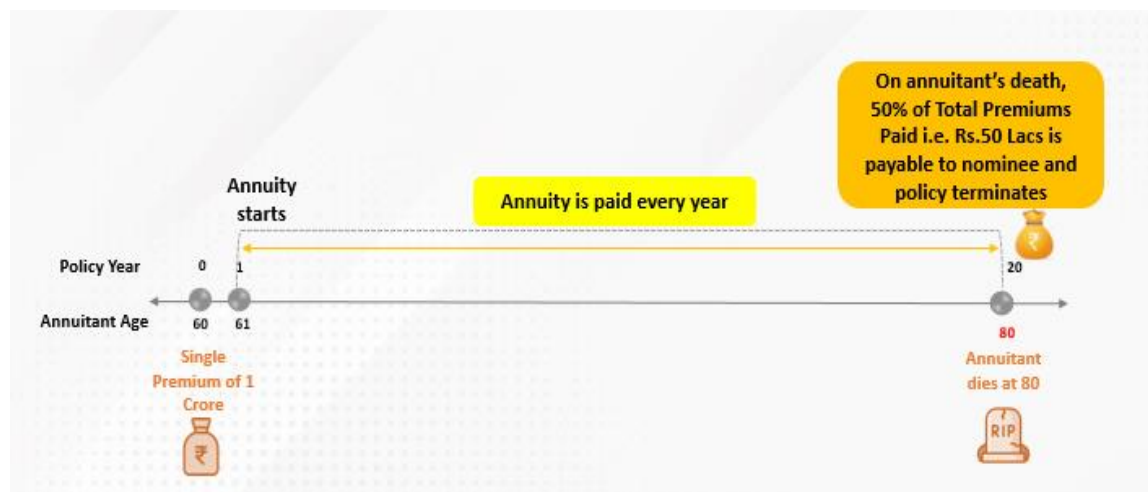 On annuitant's death,
50% of Total Premiums
Paid i.e. Rs.50 Lacs is
payable to nominee and
policy terminates
Annuity
starts
Annuity is paid every year
₹
Policy Year 0 1 20
Annuitant Age 60 61 80
Single
Premium of 1
Crore
Annuitant
dies at 80
₹
RIP